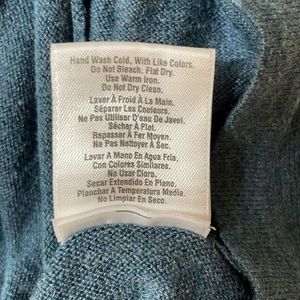 Hand Wash Cold, With Like Colors.
Do Not Bleach. Flat Dry.
Use Warm Iron.
Do Not Dry Clean.
Laver À Froid À La Main.
Séparer Les Couleurs.
Ne Pas Utiliser D'eau De Javel.
Sécher À Plat.
Repasser À Fer Moyen.
Ne Pas Nettoyer À Sec.
Lavar A Mano En Agua Fría,
Con Colores Similares.
No Usar Cloro.
Secar Extendido En Plano.
Planchar A Temperatura Media.
No Limpiar En Seco.